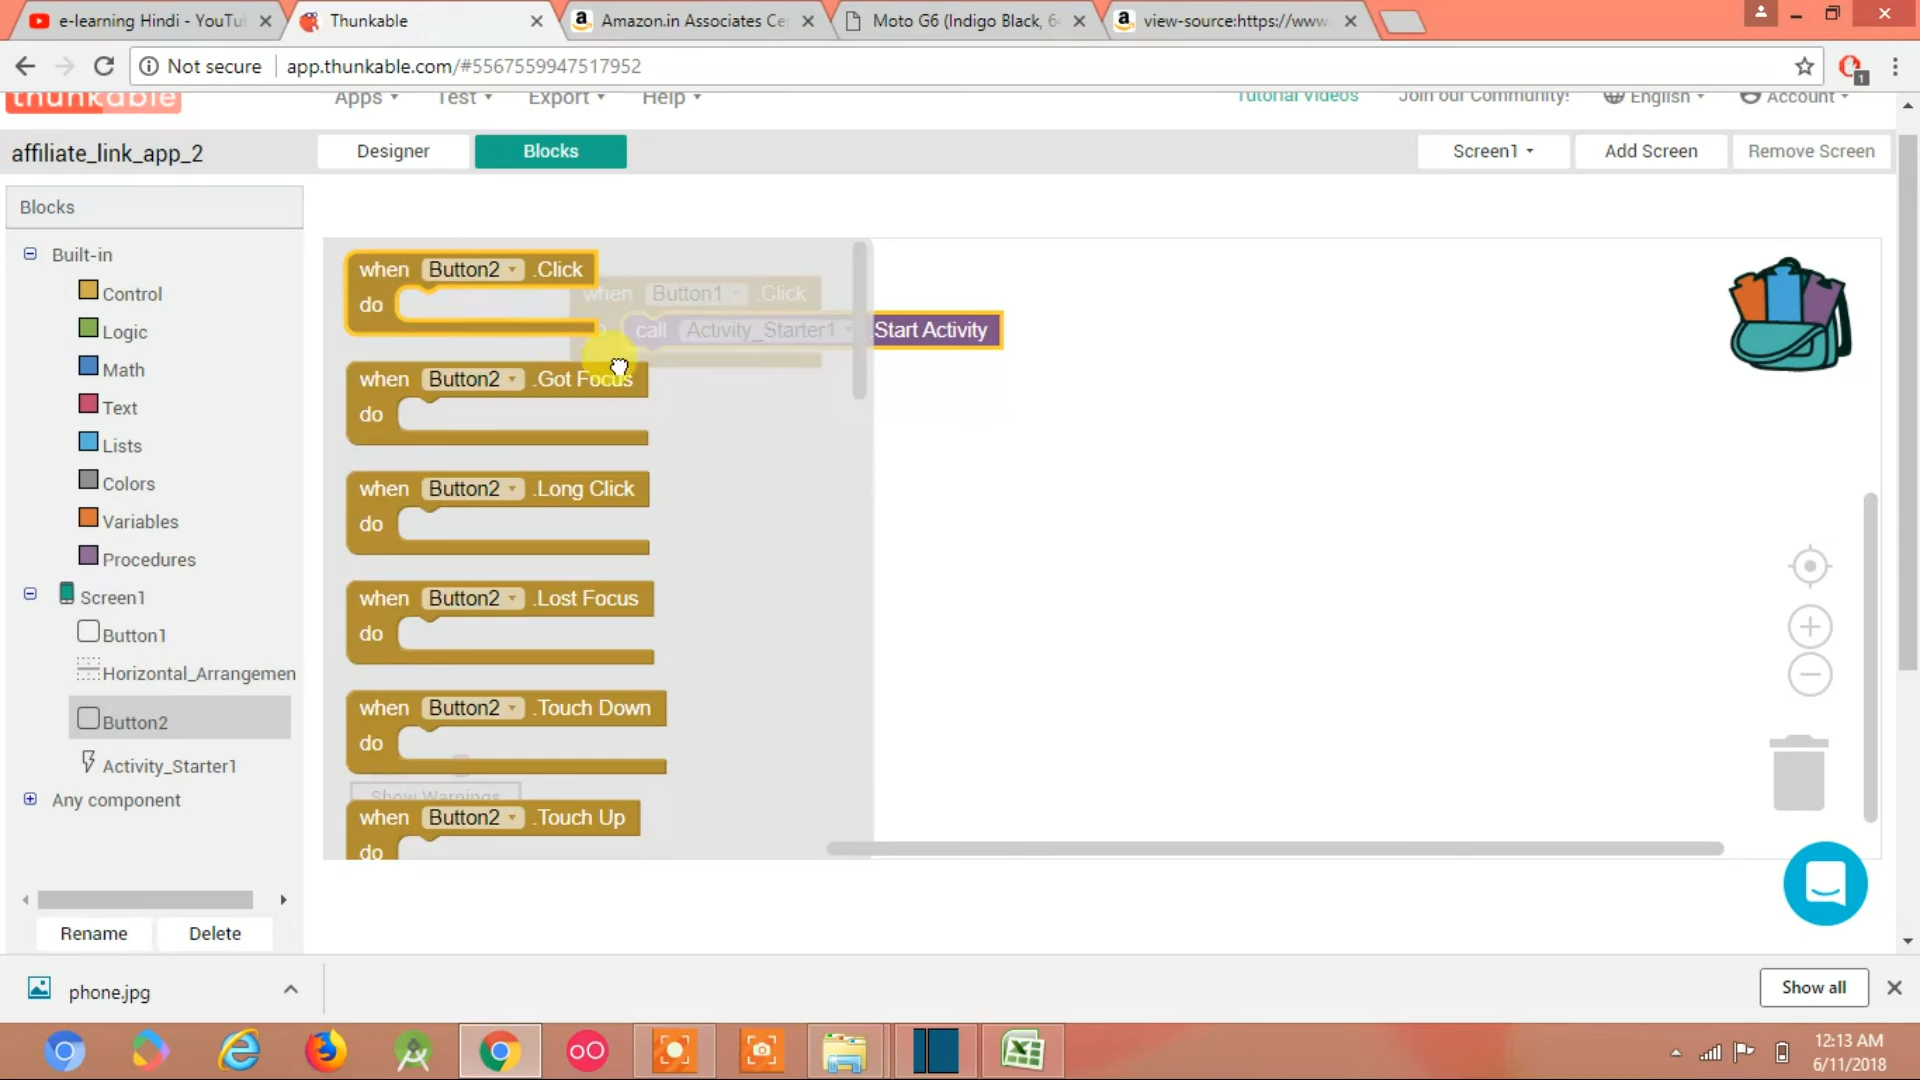 e-learning Hindi - YouTu
Thunkable
Amazon.in Associates Ce
Moto G6 (Indigo Black, 6
view-source:https://www.
Not secure
app.thunkable.com/#5567559947517952
1
thunkable
Apps
Test
Export
Help
Tutorial Videos
Join our Community!
English
Account
affiliate_link_app_2
Designer
Blocks
Screen1
Add Screen
Remove Screen
Blocks
Built-in
Control
Logic
Math
Text
Lists
Colors
Variables
Procedures
Screen1
Button1
Horizontal_Arrangemen
Button2
Activity_Starter1
Any component
Rename
Delete
when Button2 .Click
do
when Button1 .Click
call Activity_Starter1 Start Activity
when Button2 .Got Focus
do
when Button2 .Long Click
do
when Button2 .Lost Focus
do
when Button2 .Touch Down
do
Show Warnings
when Button2 .Touch Up
do
phone.jpg
Show all
12:13 AM
6/11/2018